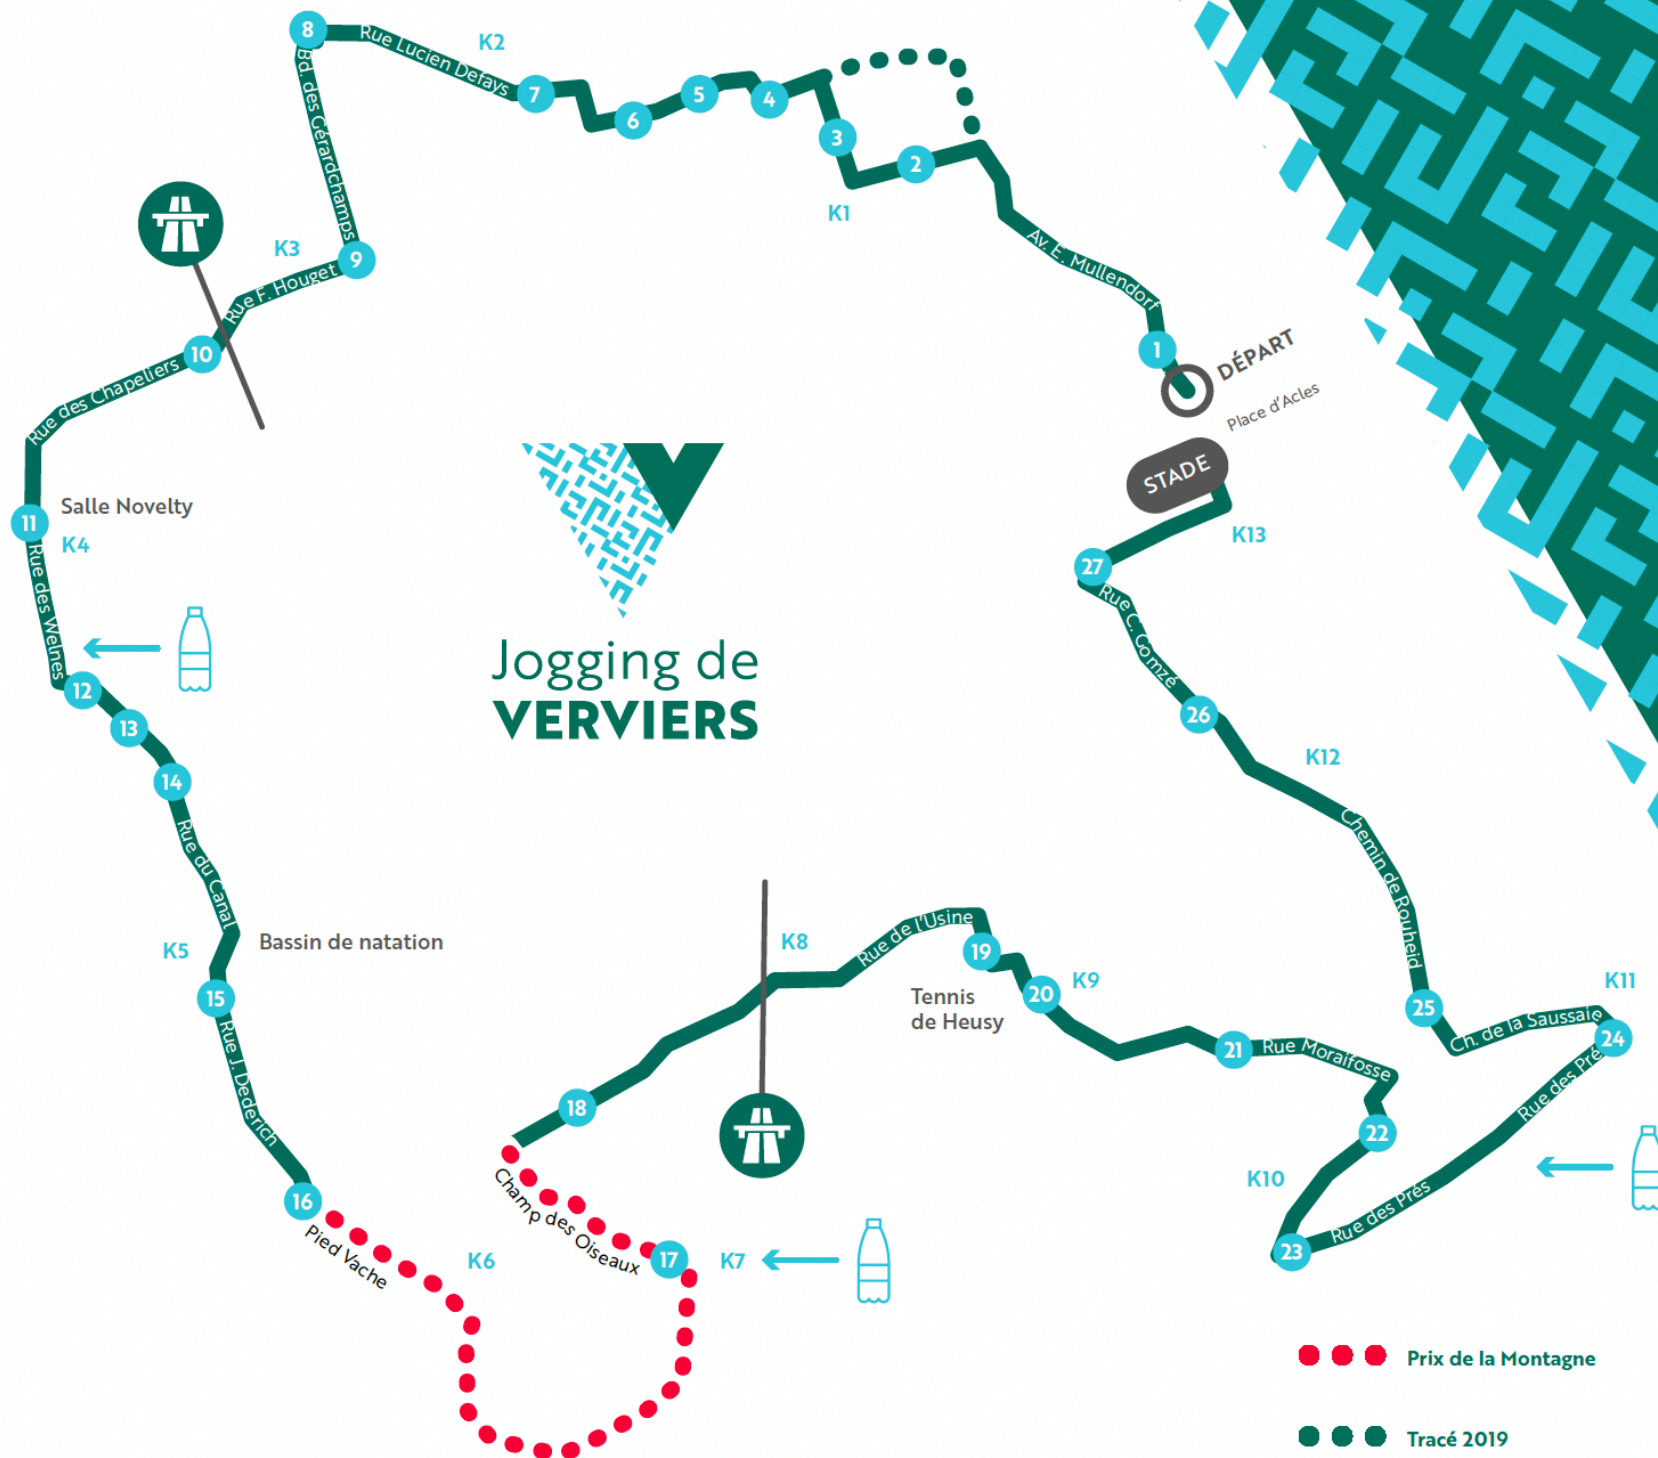 8
Rue Lucien Defays
K2
7
6
5
4
3
2
K1
Bd. des Gérardchamps
Av. E. Mullendorf
1
DÉPART
Place d'Acles
STADE
K3
9
Rue F. Houget
10
Rue des Chapeliers
Salle Novelty
11
K4
Rue des Weines
12
13
14
Rue du Canal
K5
Bassin de natation
15
Rue J. Dederich
16
Pied Vache
K6
Jogging de
VERVIERS
K13
27
Rue C. Gomzé
26
K12
Chemin de Rouheid
25
K11
Ch. de la Saussaie
24
Rue des Pré
K8
Rue de l'Usine
19
K9
20
Tennis
de Heusy
21
Rue Moraifosse
22
K10
23
Rue des Prés
18
Champ des Oiseaux
17
K7
Prix de la Montagne
Tracé 2019